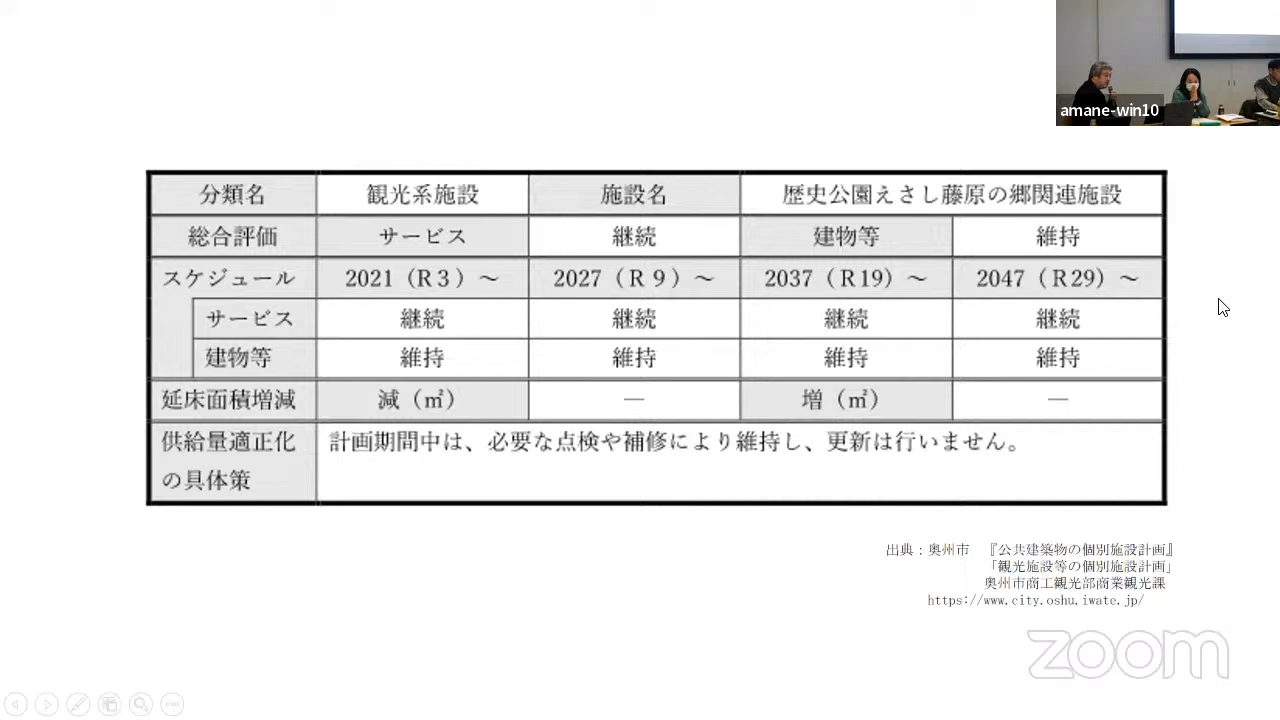 amane-win10
分類名 観光系施設 施設名 歴史公園えさし藤原の郷関連施設
総合評価 サービス 継続 建物等 維持
スケジュール 2021（R３）～ 2027（R９）～ 2037（R19）～ 2047（R29）～
サービス 継続 継続 継続 継続
建物等 維持 維持 維持 維持
延床面積増減 減（㎡） ― 増（㎡） ―
供給量適正化 計画期間中は、必要な点検や補修により維持し、更新は行いません。
の具体策
出典：奥州市 『公共建築物の個別施設計画』
「観光施設等の個別施設計画」
奥州市商工観光部商業観光課
https://www.city.oshu.iwate.jp/
zoom